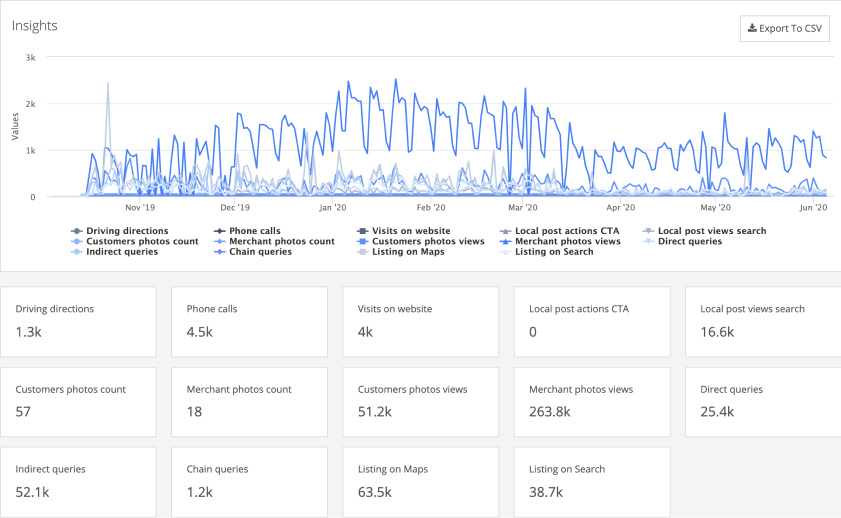 Insights
Export To CSV
3k
2k
1k
0
Values
Nov '19 Dec '19 Jan '20 Feb '20 Mar '20 Apr '20 May '20 Jun '20
Driving directions Phone calls Visits on website Local post actions CTA Local post views search
Customers photos count Merchant photos count Customers photos views Merchant photos views Direct queries
Indirect queries Chain queries Listing on Maps Listing on Search
Driving directions Phone calls Visits on website Local post actions CTA Local post views search
1.3k 4.5k 4k 0 16.6k
Customers photos count Merchant photos count Customers photos views Merchant photos views Direct queries
57 18 51.2k 263.8k 25.4k
Indirect queries Chain queries Listing on Maps Listing on Search
52.1k 1.2k 63.5k 38.7k